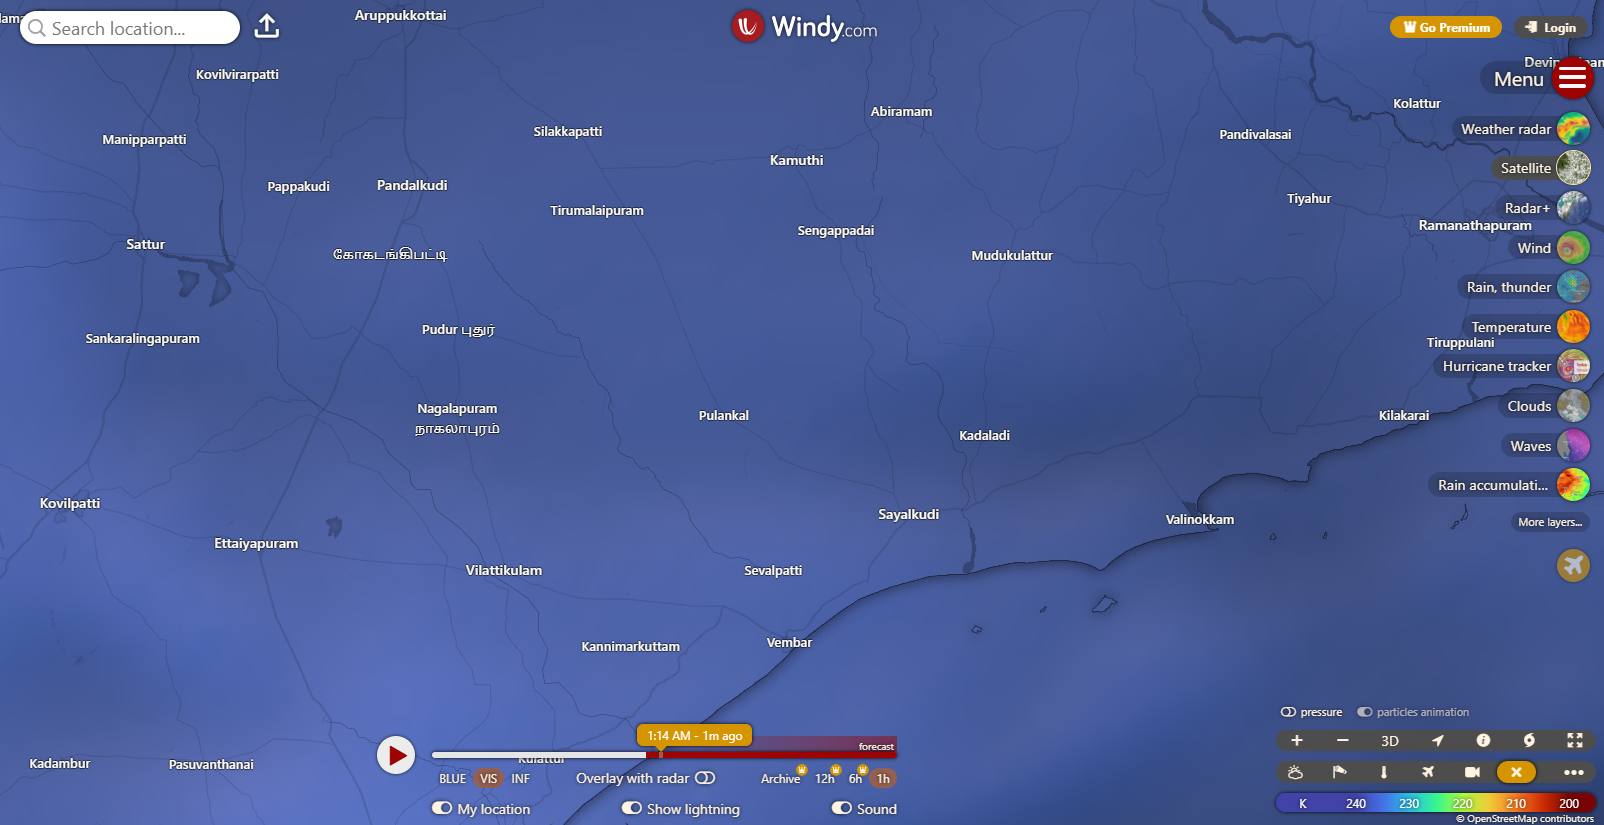 Search location...
Aruppukkottai
Windy.com
Go Premium
Login
Menu
Kovilvirarpatti
Abiramam
Kolattur
Manipparpatti
Silakkapatti
Pandivalasai
Weather radar
Kamuthi
Satellite
Pappakudi
Pandalkudi
Tirumalaipuram
Tiyahur
Radar+
Sengappadai
Ramanathapuram
Sattur
கோகடங்கிபட்டி
Mudukulattur
Wind
Rain, thunder
Pudur புதுர்
Temperature
Sankaralingapuram
Tiruppulani
Hurricane tracker
Nagalapuram
நாகலாபுரம்
Pulankal
Kadaladi
Kilakarai
Clouds
Waves
Rain accumulati...
Kovilpatti
Sayalkudi
Valinokkam
More layers...
Ettaiyapuram
Vilattikulam
Sevalpatti
Kannimarkuttam
Vembar
pressure
particles animation
1:14 AM - 1m ago
forecast
3D
Kadambur
Pasuvanthanai
Kulattur
BLUE VIS INF
Overlay with radar
Archive 12h 6h 1h
My location
Show lightning
Sound
K 240 230 220 210 200
© OpenStreetMap contributors